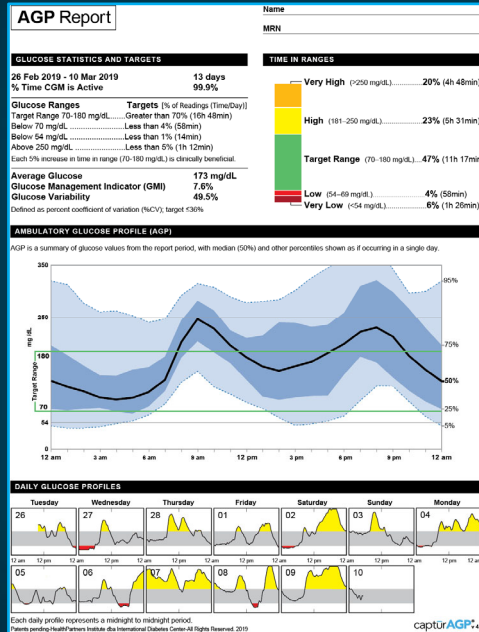 AGP Report
Name
MRN
GLUCOSE STATISTICS AND TARGETS
26 Feb 2019 - 10 Mar 2019 13 days
% Time CGM is Active 99.9%
Glucose Ranges Targets [% of Readings (Time/Day)]
Target Range 70-180 mg/dL........Greater than 70% (16h 48min)
Below 70 mg/dL........Less than 4% (58min)
Below 54 mg/dL........Less than 1% (14min)
Above 250 mg/dL........Less than 5% (1h 12min)
Each 5% increase in time in range (70-180 mg/dL) is clinically beneficial.
Average Glucose 173 mg/dL
Glucose Management Indicator (GMI) 7.6%
Glucose Variability 49.5%
Defined as percent coefficient of variation (%CV); target ≤36%
TIME IN RANGES
Very High (>250 mg/dL)........20% (4h 48min)
High (181–250 mg/dL)........23% (5h 31min)
Target Range (70–180 mg/dL)....47% (11h 17min)
Low (54–69 mg/dL)........4% (58min)
Very Low (<54 mg/dL)........6% (1h 26min)
AMBULATORY GLUCOSE PROFILE (AGP)
AGP is a summary of glucose values from the report period, with median (50%) and other percentiles shown as if occurring in a single day.
350
95%
mg/dL
75%
180
Target Range
50%
70
25%
54
5%
0
12 am 3 am 6 am 9 am 12 pm 3 pm 6 pm 9 pm 12 am
DAILY GLUCOSE PROFILES
Tuesday Wednesday Thursday Friday Saturday Sunday Monday
26 27 28 01 02 03 04
12 am 12 pm 12 am 12 pm 12 am 12 pm 12 am 12 pm 12 am 12 pm 12 am 12 pm 12 am 12 pm
05 06 07 08 09 10
Each daily profile represents a midnight to midnight period.
Patents pending-HealthPartners Institute dba International Diabetes Center-All Rights Reserved. 2019
captūrAGP